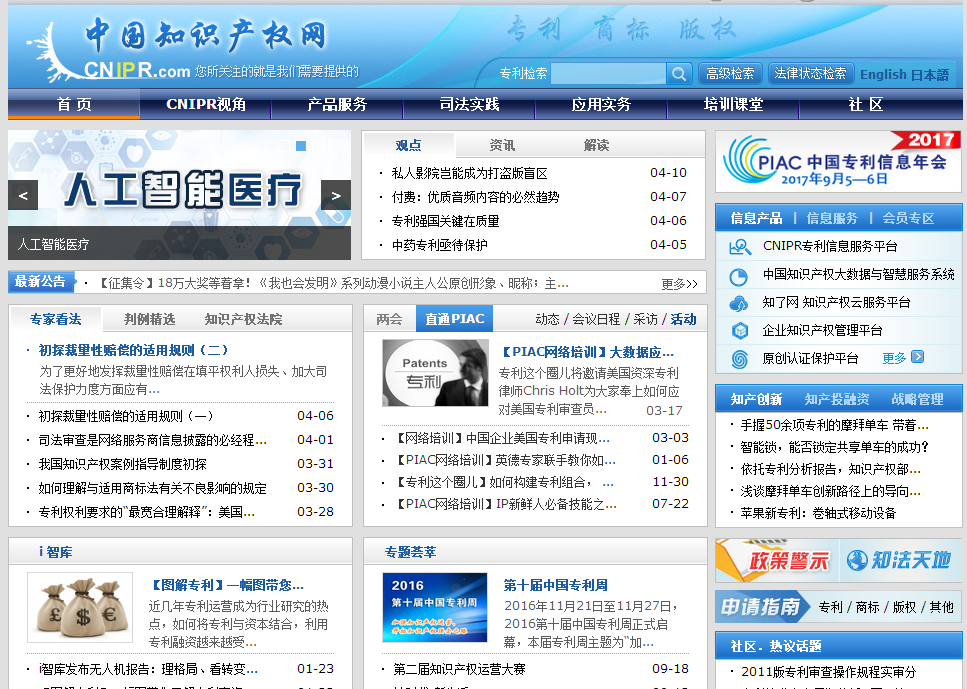 中国知识产权网
专利 商标 版权
CNIPR.com 您所关注的就是我们需要提供的
专利检索 高级检索 法律状态检索 English 日本語
首 页 CNIPR视角 产品服务 司法实践 应用实务 培训课堂 社 区
人工智能医疗
< >
人工智能医疗
观点 资讯 解读
· 私人影院岂能成为打盗版盲区 04-10
· 付费：优质音频内容的必然趋势 04-07
· 专利强国关键在质量 04-06
· 中药专利亟待保护 04-05
2017
PIAC 中国专利信息年会
2017年9月5—6日
信息产品 | 信息服务 | 会员专区
CNIPR专利信息服务平台
中国知识产权大数据与智慧服务系统
知了网 知识产权云服务平台
企业知识产权管理平台
原创认证保护平台 更多
最新公告 · 【征集令】18万大奖等着拿！《我也会发明》系列动漫小说主人公原创形象、昵称；主... 更多>>
专家看法 判例精选 知识产权法院
· 初探裁量性赔偿的适用规则（二）
为了更好地发挥裁量性赔偿在填平权利人损失、加大司
法保护力度方面应有...
· 初探裁量性赔偿的适用规则（一） 04-06
· 司法审查是网络服务商信息披露的必经程... 04-01
· 我国知识产权案例指导制度初探 03-31
· 如何理解与适用商标法有关不良影响的规定 03-30
· 专利权利要求的“最宽合理解释”：美国... 03-28
两会 直通PIAC 动态 / 会议日程 / 采访 / 活动
Patents
专利
【PIAC网络培训】大数据应...
专利这个圈儿将邀请美国资深专利
律师Chris Holt为大家奉上如何应
对美国专利审查员... 03-17
· 【网络培训】中国企业美国专利申请现... 03-03
· 【PIAC网络培训】英德专家联手教你如... 01-06
· 【专利这个圈儿】如何构建专利组合， ... 11-30
· 【PIAC网络培训】IP新鲜人必备技能之... 07-22
知产创新 知产投融资 战略管理
· 手握50余项专利的摩拜单车 带着...
· 智能锁，能否锁定共享单车的成功？
· 依托专利分析报告，知识产权部...
· 浅谈摩拜单车创新路径上的导向...
· 苹果新专利：卷轴式移动设备
i 智库
£ $ €
【图解专利】一幅图带您...
近几年专利运营成为行业研究的热
点，如何将专利与资本结合，利用
专利融资越来越受...
· i智库发布无人机报告：理格局、看转变... 01-23
专题荟萃
2016
第十届中国专利周
第十届中国专利周
2016年11月21日至11月27日，
2016第十届中国专利周正式启
幕，本届专利周主题为“加...
· 第二届知识产权运营大赛 09-18
政策警示 知法天地
申请指南 专利 / 商标 / 版权 / 其他
社区．热议话题
· 2011版专利审查操作规程实审分